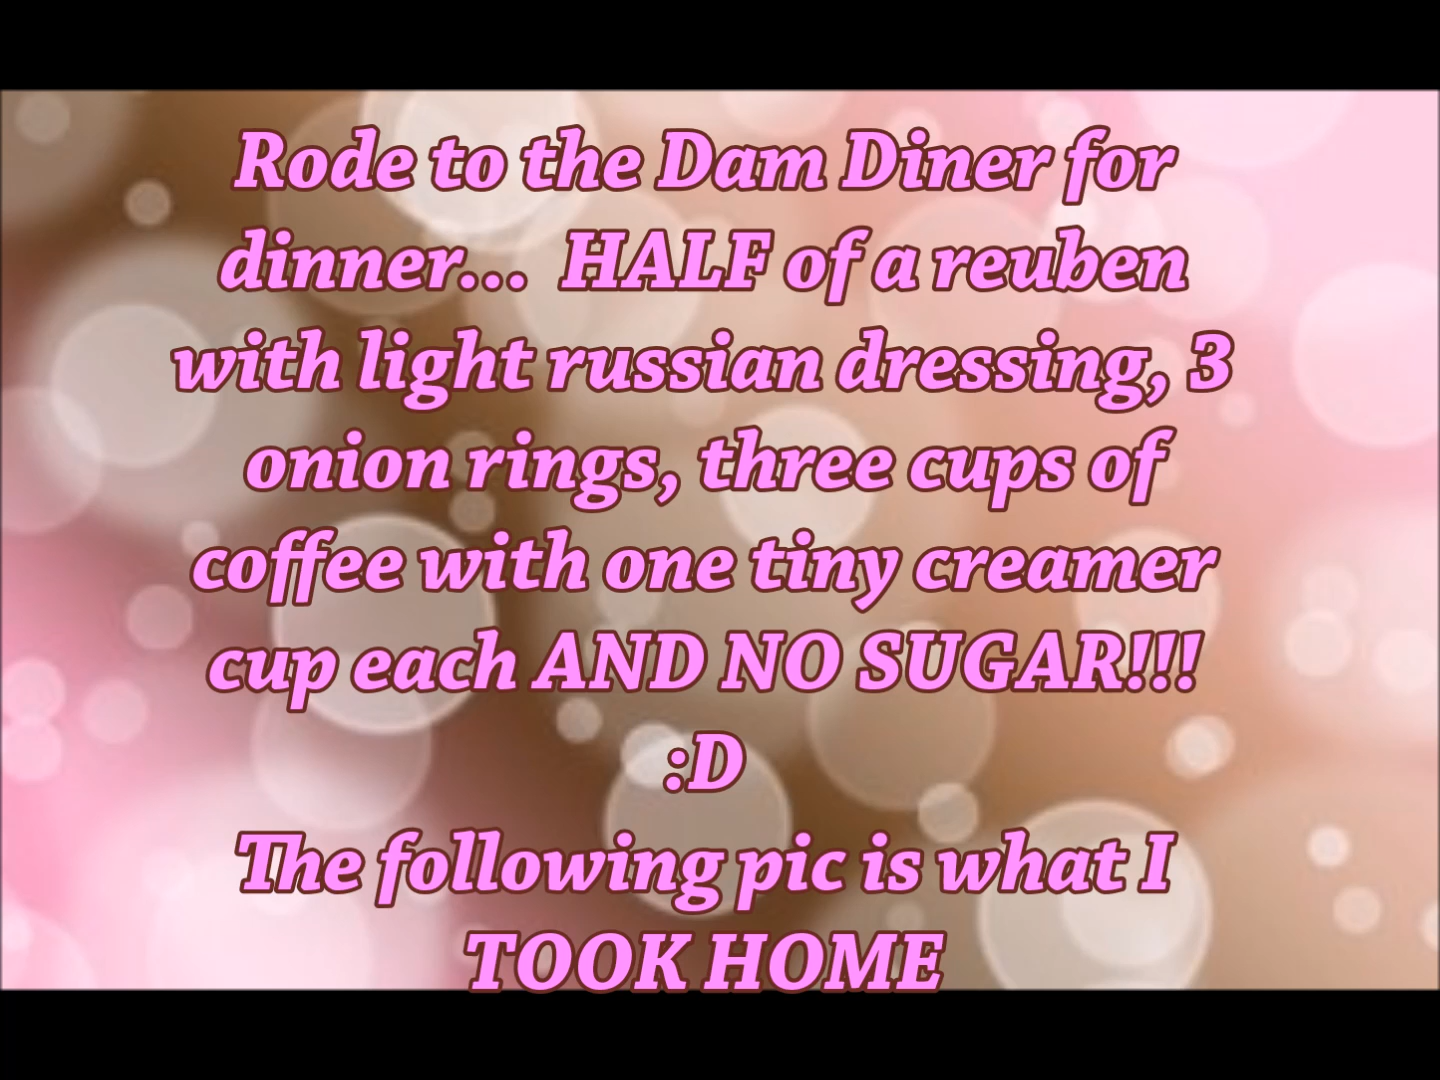 Rode to the Dam Diner for
dinner... HALF of a reuben
with light russian dressing, 3
onion rings, three cups of
coffee with one tiny creamer
cup each AND NO SUGAR!!!
:D
The following pic is what I
TOOK HOME